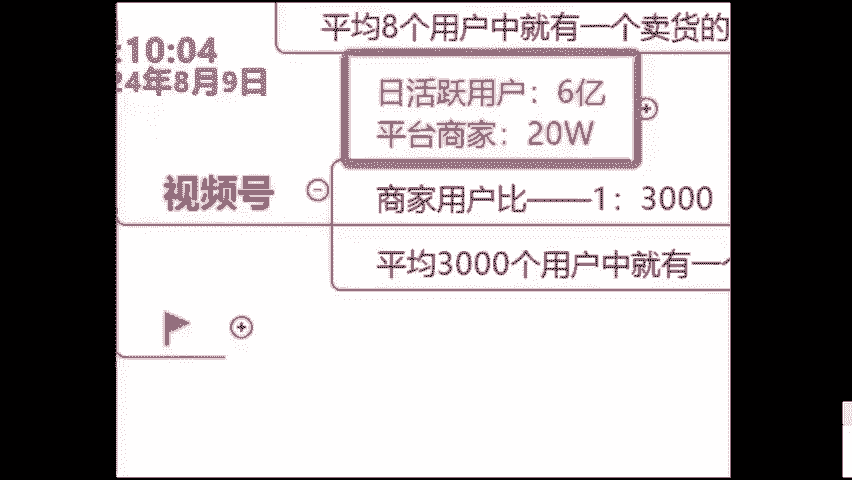 平均8个用户中就有一个卖货的
:10:04
24年8月9日
日活跃用户：6亿
平台商家：20W
视频号
商家用户比——1：3000
平均3000个用户中就有一个